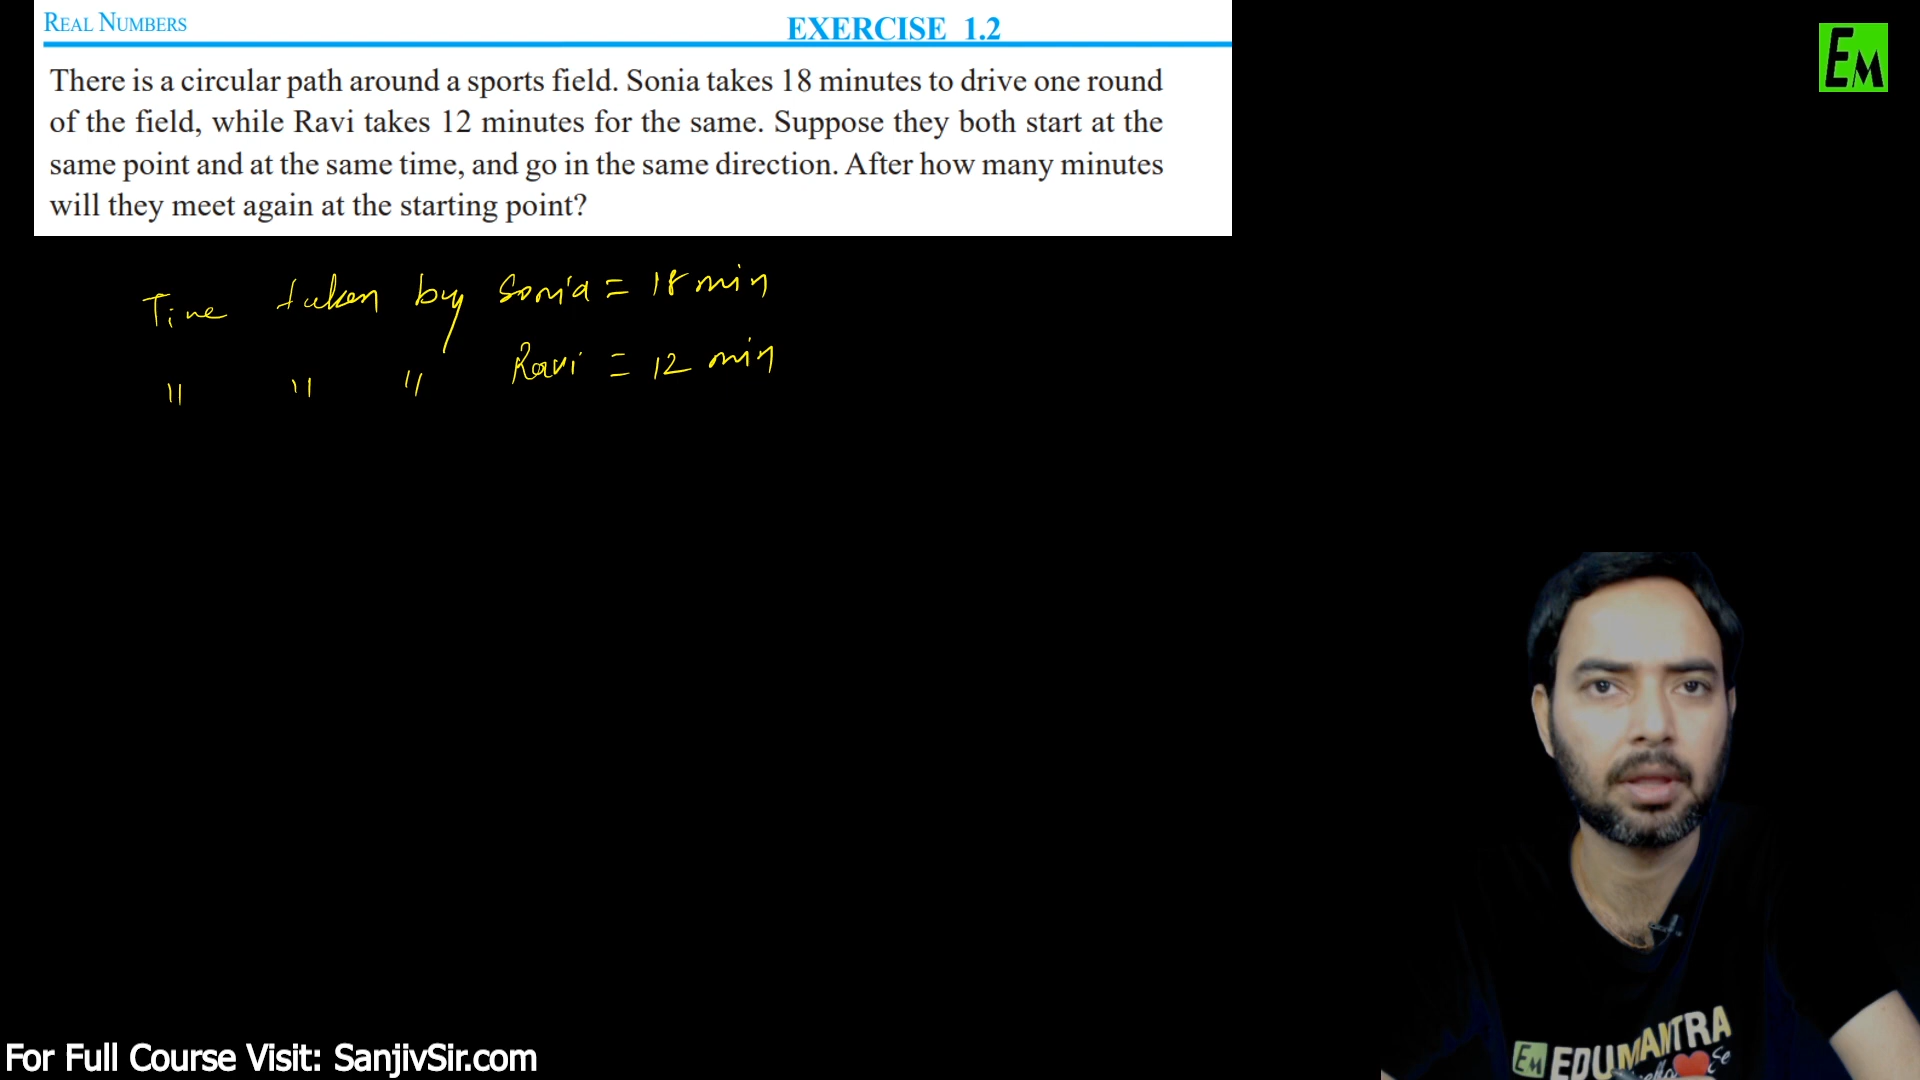 REAL NUMBERS
EXERCISE 1.2
EM
There is a circular path around a sports field. Sonia takes 18 minutes to drive one round
of the field, while Ravi takes 12 minutes for the same. Suppose they both start at the
same point and at the same time, and go in the same direction. After how many minutes
will they meet again at the starting point?
Time taken by Sonia = 18 min
" " " Ravi = 12 min
EM EDUMANTRA
se
For Full Course Visit: SanjivSir.com